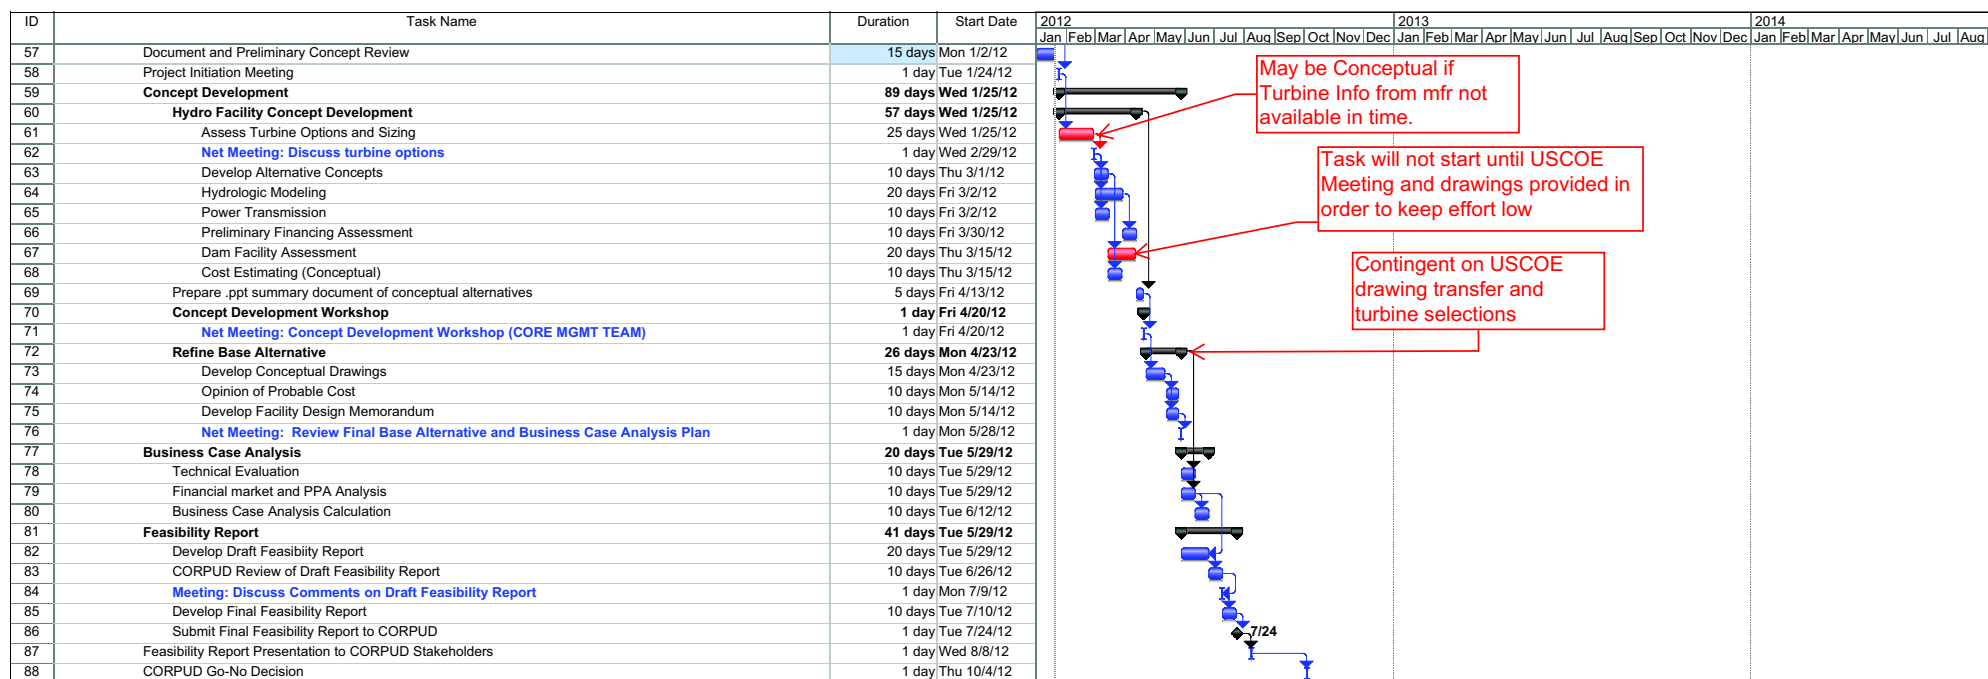 ID Task Name Duration Start Date 2012 2013 2014
Jan Feb Mar Apr May Jun Jul Aug Sep Oct Nov Dec Jan Feb Mar Apr May Jun Jul Aug Sep Oct Nov Dec Jan Feb Mar Apr May Jun Jul Aug
57 Document and Preliminary Concept Review 15 days Mon 1/2/12
58 Project Initiation Meeting 1 day Tue 1/24/12
59 Concept Development 89 days Wed 1/25/12
60 Hydro Facility Concept Development 57 days Wed 1/25/12
61 Assess Turbine Options and Sizing 25 days Wed 1/25/12
62 Net Meeting: Discuss turbine options 1 day Wed 2/29/12
63 Develop Alternative Concepts 10 days Thu 3/1/12
64 Hydrologic Modeling 20 days Fri 3/2/12
65 Power Transmission 10 days Fri 3/2/12
66 Preliminary Financing Assessment 10 days Fri 3/30/12
67 Dam Facility Assessment 20 days Thu 3/15/12
68 Cost Estimating (Conceptual) 10 days Thu 3/15/12
69 Prepare .ppt summary document of conceptual alternatives 5 days Fri 4/13/12
70 Concept Development Workshop 1 day Fri 4/20/12
71 Net Meeting: Concept Development Workshop (CORE MGMT TEAM) 1 day Fri 4/20/12
72 Refine Base Alternative 26 days Mon 4/23/12
73 Develop Conceptual Drawings 15 days Mon 4/23/12
74 Opinion of Probable Cost 10 days Mon 5/14/12
75 Develop Facility Design Memorandum 10 days Mon 5/14/12
76 Net Meeting: Review Final Base Alternative and Business Case Analysis Plan 1 day Mon 5/28/12
77 Business Case Analysis 20 days Tue 5/29/12
78 Technical Evaluation 10 days Tue 5/29/12
79 Financial market and PPA Analysis 10 days Tue 5/29/12
80 Business Case Analysis Calculation 10 days Tue 6/12/12
81 Feasibility Report 41 days Tue 5/29/12
82 Develop Draft Feasibiity Report 20 days Tue 5/29/12
83 CORPUD Review of Draft Feasibility Report 10 days Tue 6/26/12
84 Meeting: Discuss Comments on Draft Feasibility Report 1 day Mon 7/9/12
85 Develop Final Feasibility Report 10 days Tue 7/10/12
86 Submit Final Feasibility Report to CORPUD 1 day Tue 7/24/12 7/24
87 Feasibility Report Presentation to CORPUD Stakeholders 1 day Wed 8/8/12
88 CORPUD Go-No Decision 1 day Thu 10/4/12
May be Conceptual if
Turbine Info from mfr not
available in time.
Task will not start until USCOE
Meeting and drawings provided in
order to keep effort low
Contingent on USCOE
drawing transfer and
turbine selections